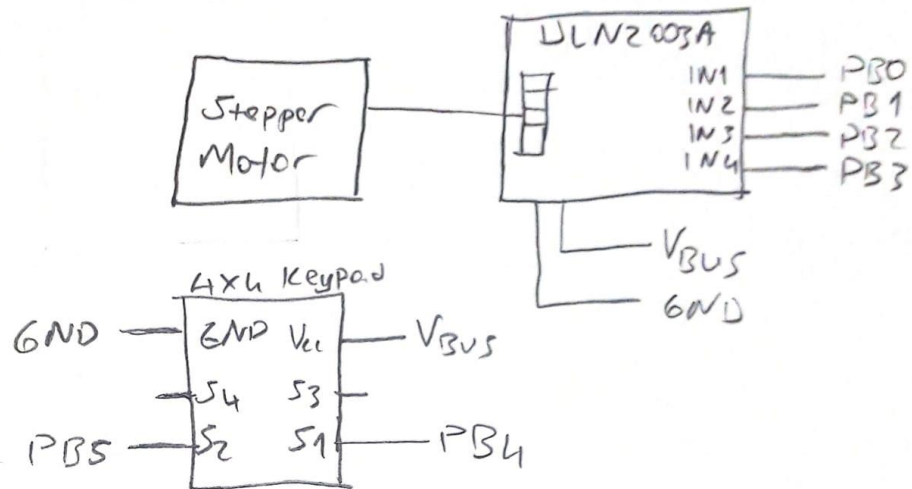 ULN2003A
IN1 PB0
IN2 PB1
IN3 PB2
IN4 PB3
Stepper
Motor
VBUS
GND
4x4 Keypad
GND GND Vcc VBUS
S4 S3
PB5 S2 S1 PB4